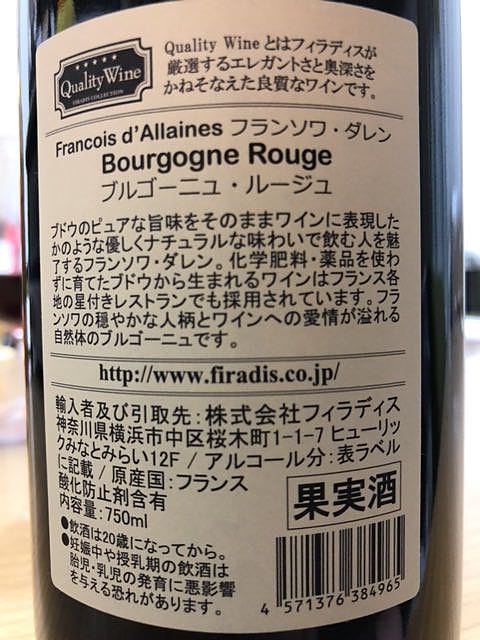 Quality Wine
FIRADIS COLLECTION
Quality Wine とはフィラディスが
厳選するエレガントさと奥深さを
かねそなえた良質なワインです。
Francois d'Allaines フランソワ・ダレン
Bourgogne Rouge
ブルゴーニュ・ルージュ
ブドウのピュアな旨味をそのままワインに表現した
かのような優しくナチュラルな味わいで飲む人を魅
了するフランソワ・ダレン。化学肥料・薬品を使わ
ずに育てたブドウから生まれるワインはフランス各
地の星付きレストランでも採用されています。フラ
ンソワの穏やかな人柄とワインへの愛情が溢れる
自然体のブルゴーニュです。
http://www.firadis.co.jp/
輸入者及び引取先：株式会社フィラディス
神奈川県横浜市中区桜木町1-1-7 ヒューリッ
クみなとみらい12F / アルコール分：表ラベル
に記載 / 原産国：フランス
酸化防止剤含有
内容量：750ml
果実酒
●飲酒は20歳になってから。
●妊娠中や授乳期の飲酒は
胎児・乳児の発育に悪影響
を与える恐れがあります。
4 571376 384965